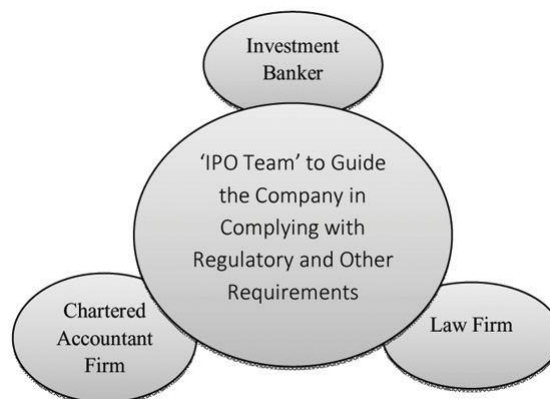 Investment
Banker
‘IPO Team’ to Guide
the Company in
Complying with
Regulatory and Other
Requirements
Chartered
Accountant
Firm
Law Firm